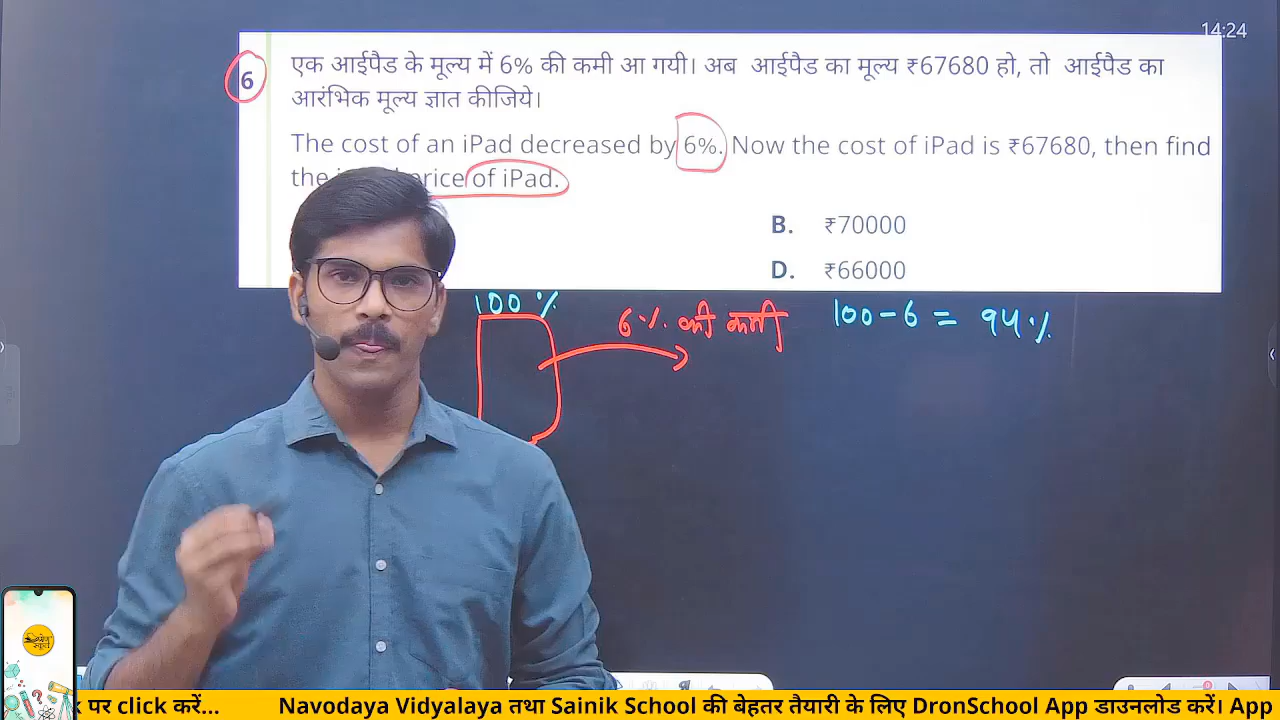 14:24
6
एक आईपैड के मूल्य में 6% की कमी आ गयी। अब आईपैड का मूल्य ₹67680 हो, तो आईपैड का
आरंभिक मूल्य ज्ञात कीजिये।
The cost of an iPad decreased by 6%. Now the cost of iPad is ₹67680, then find
the price of iPad.
B. ₹70000
D. ₹66000
100 %
6 % की कमी
100 - 6 = 94 %
पर click करें... Navodaya Vidyalaya तथा Sainik School की बेहतर तैयारी के लिए DronSchool App डाउनलोड करें। App